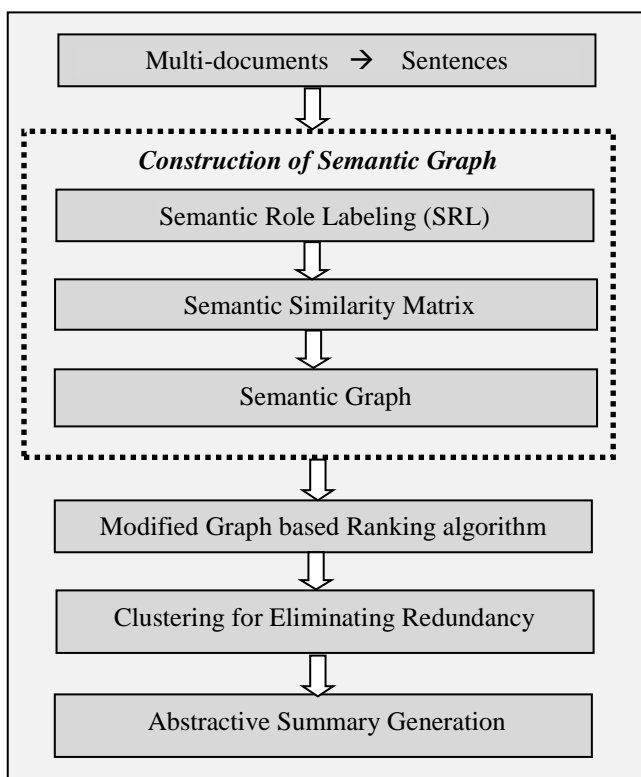 Multi-documents → Sentences
Construction of Semantic Graph
Semantic Role Labeling (SRL)
Semantic Similarity Matrix
Semantic Graph
Modified Graph based Ranking algorithm
Clustering for Eliminating Redundancy
Abstractive Summary Generation